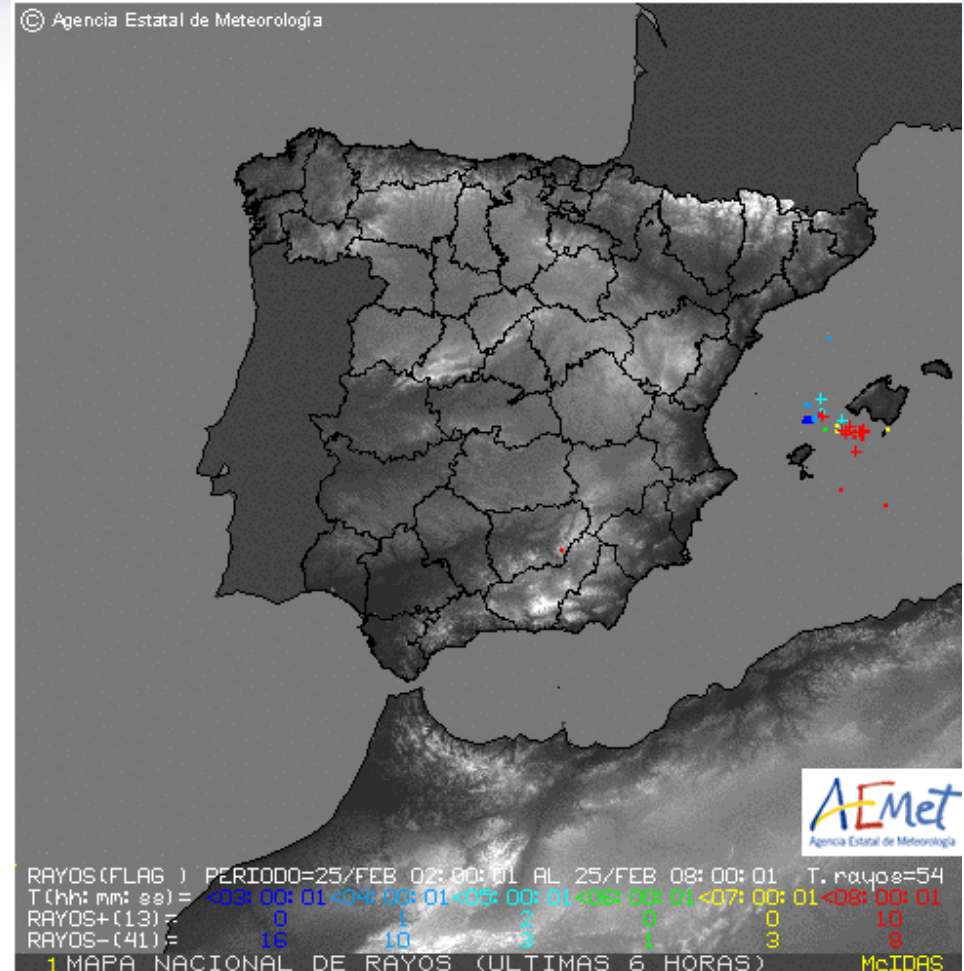 © Agencia Estatal de Meteorología
AEMet
Agencia Estatal de Meteorología
RAYOS(FLAG ) PERIODO=25/FEB 02:00:01 AL 25/FEB 08:00:01 T.rayos=54
T(hh:mm:ss)= <03:00:01 <04:00:01 <05:00:01 <06:00:01 <07:00:01 <08:00:01
RAYOS+(13)= 0 1 2 0 0 10
RAYOS-(41)= 16 10 3 1 3 8
1 MAPA NACIONAL DE RAYOS (ULTIMAS 6 HORAS) McIDAS